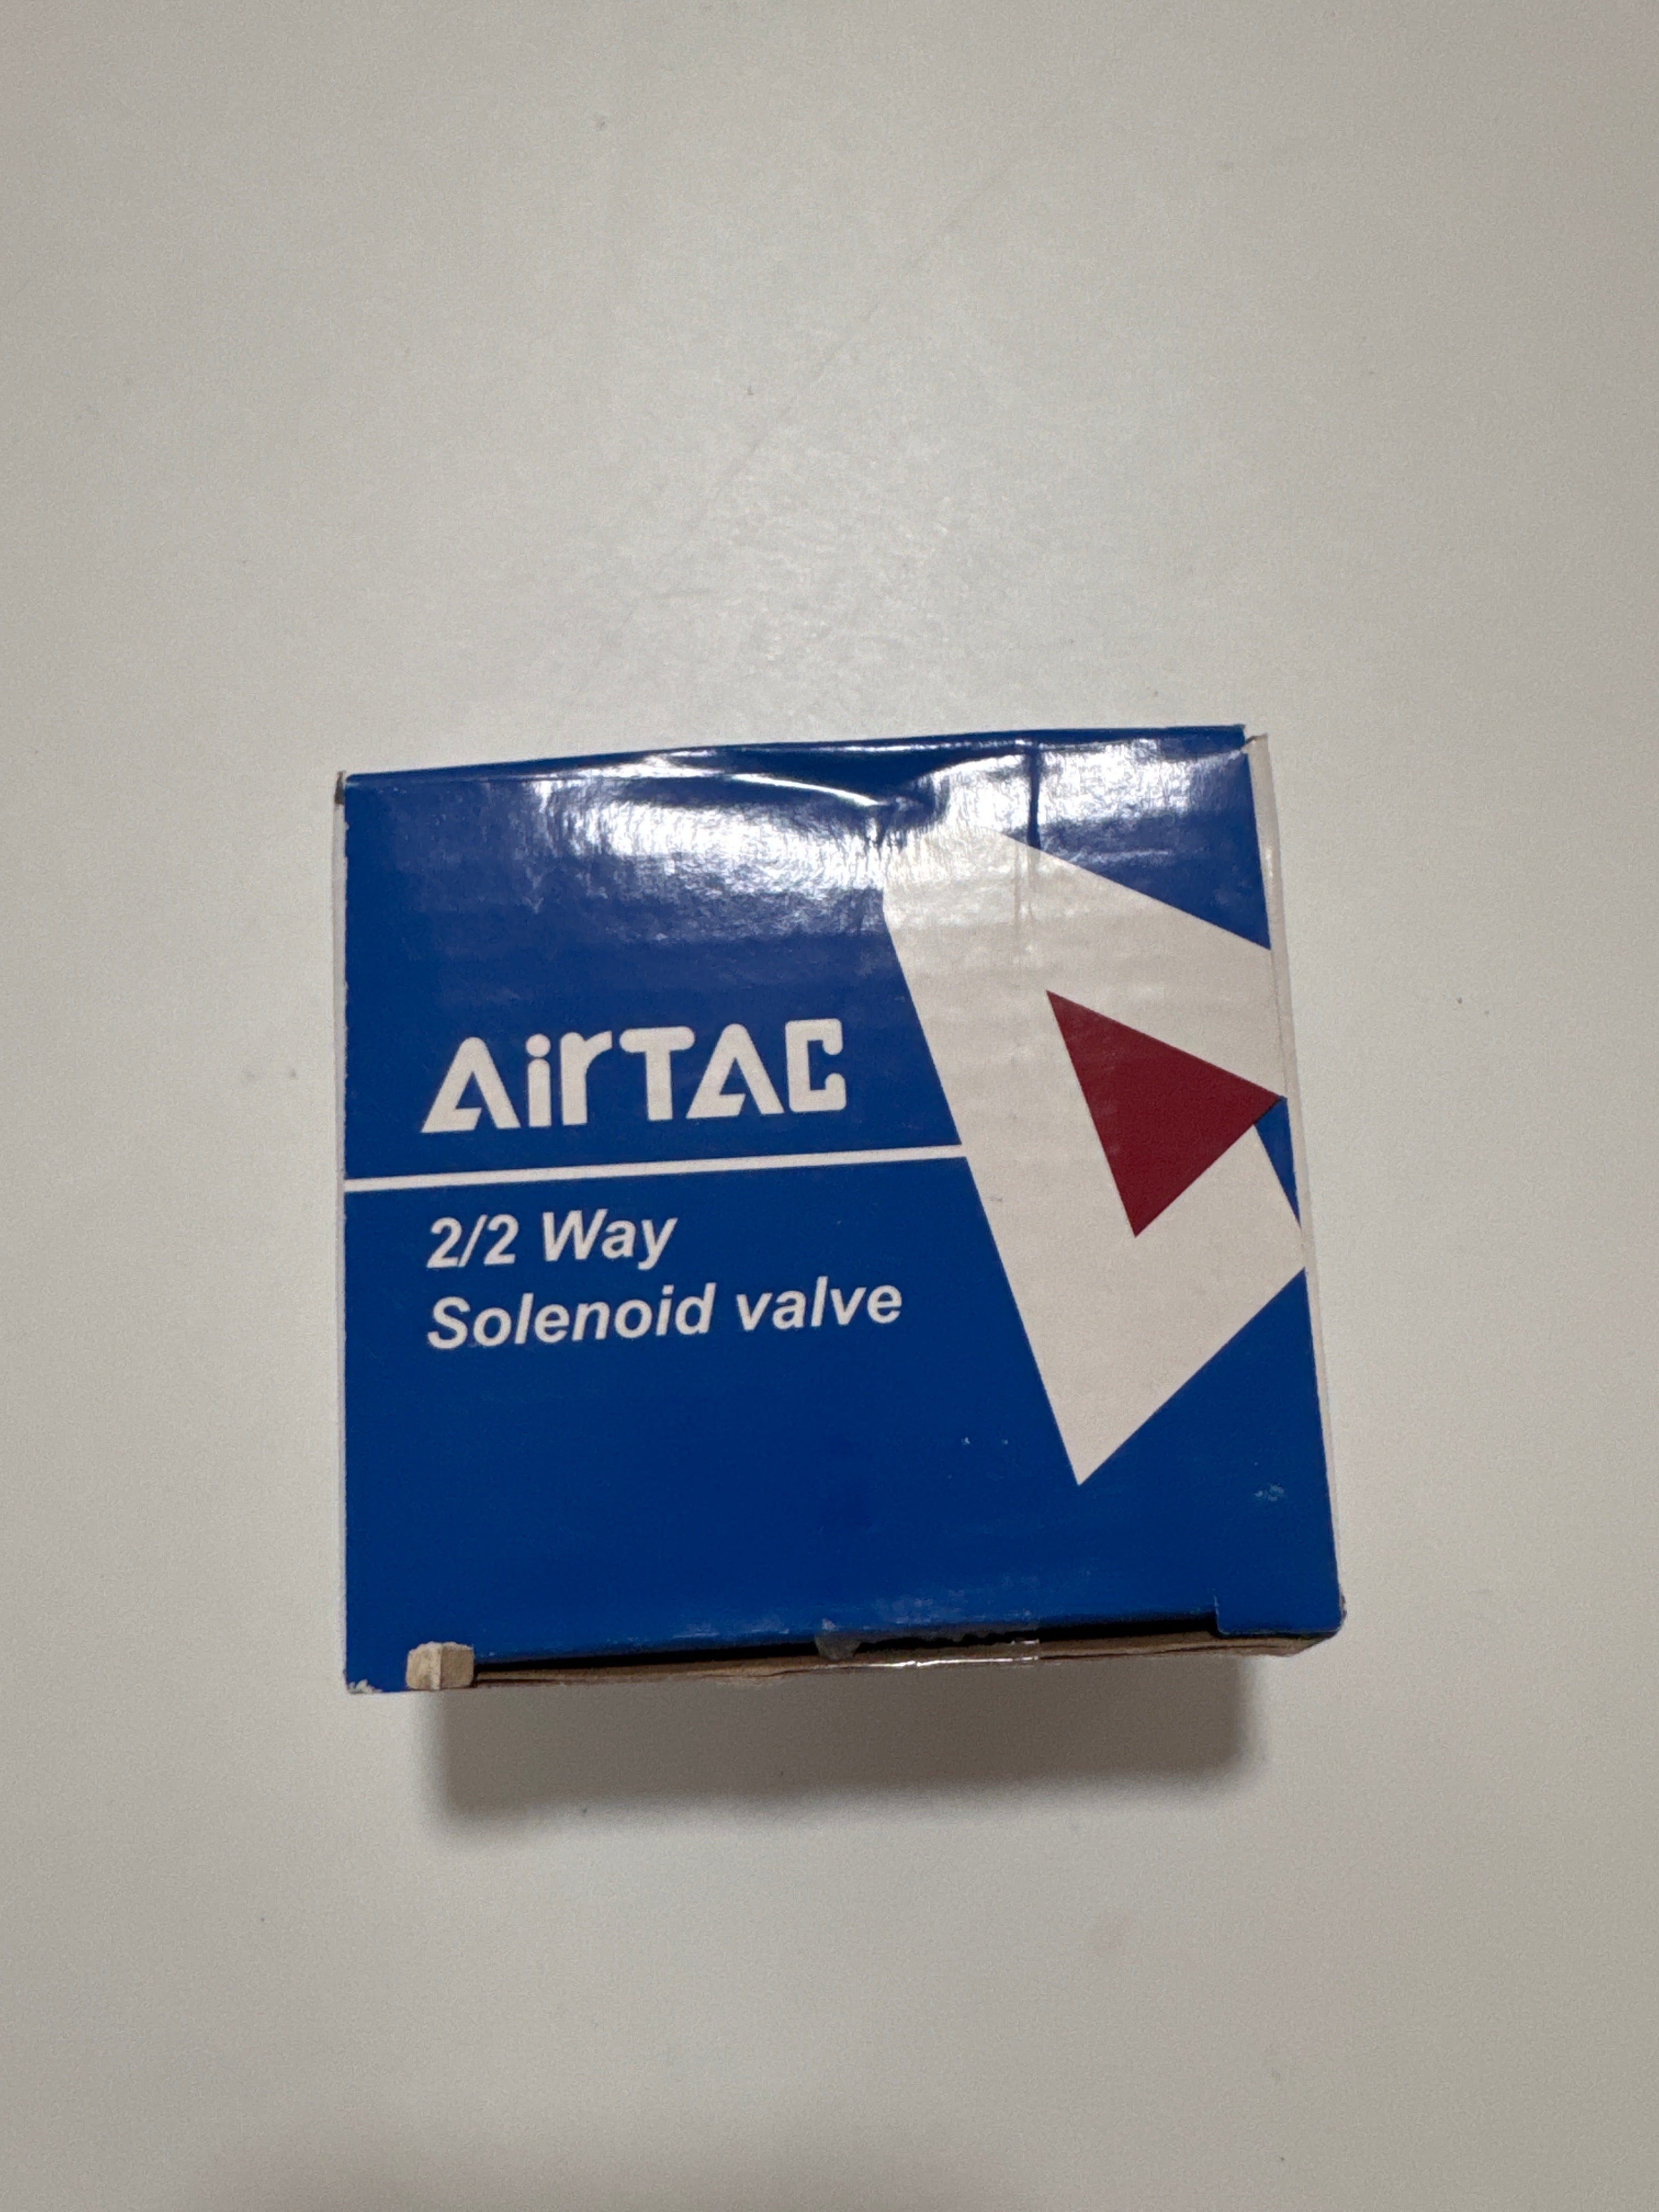 AirTAC
2/2 Way
Solenoid valve